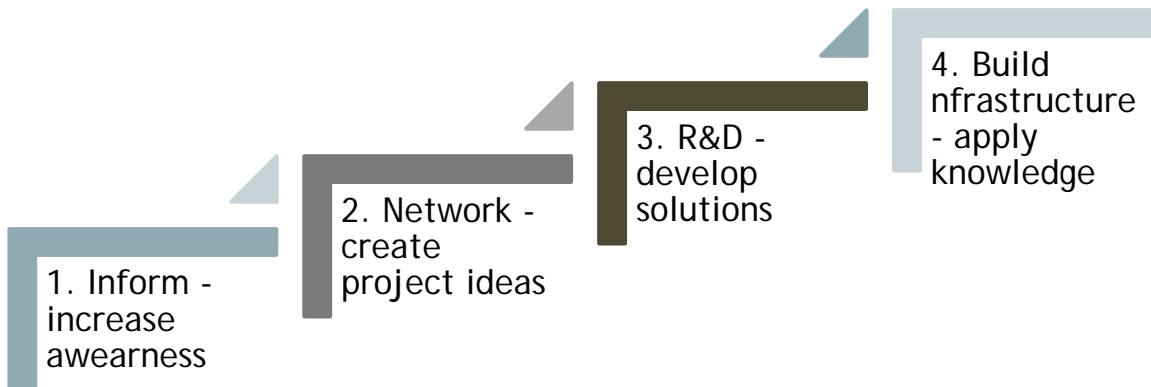 1. Inform -
increase
awearness
2. Network -
create
project ideas
3. R&D -
develop
solutions
4. Build
nfrastructure
- apply
knowledge